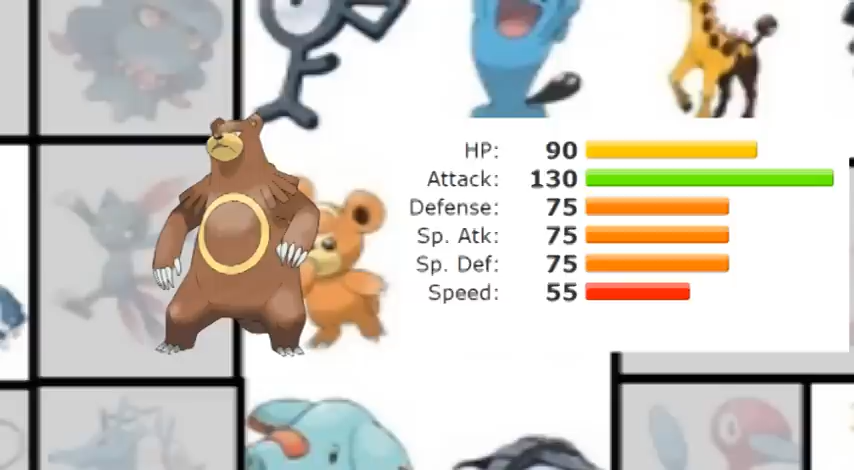 HP: 90
Attack: 130
Defense: 75
Sp. Atk: 75
Sp. Def: 75
Speed: 55